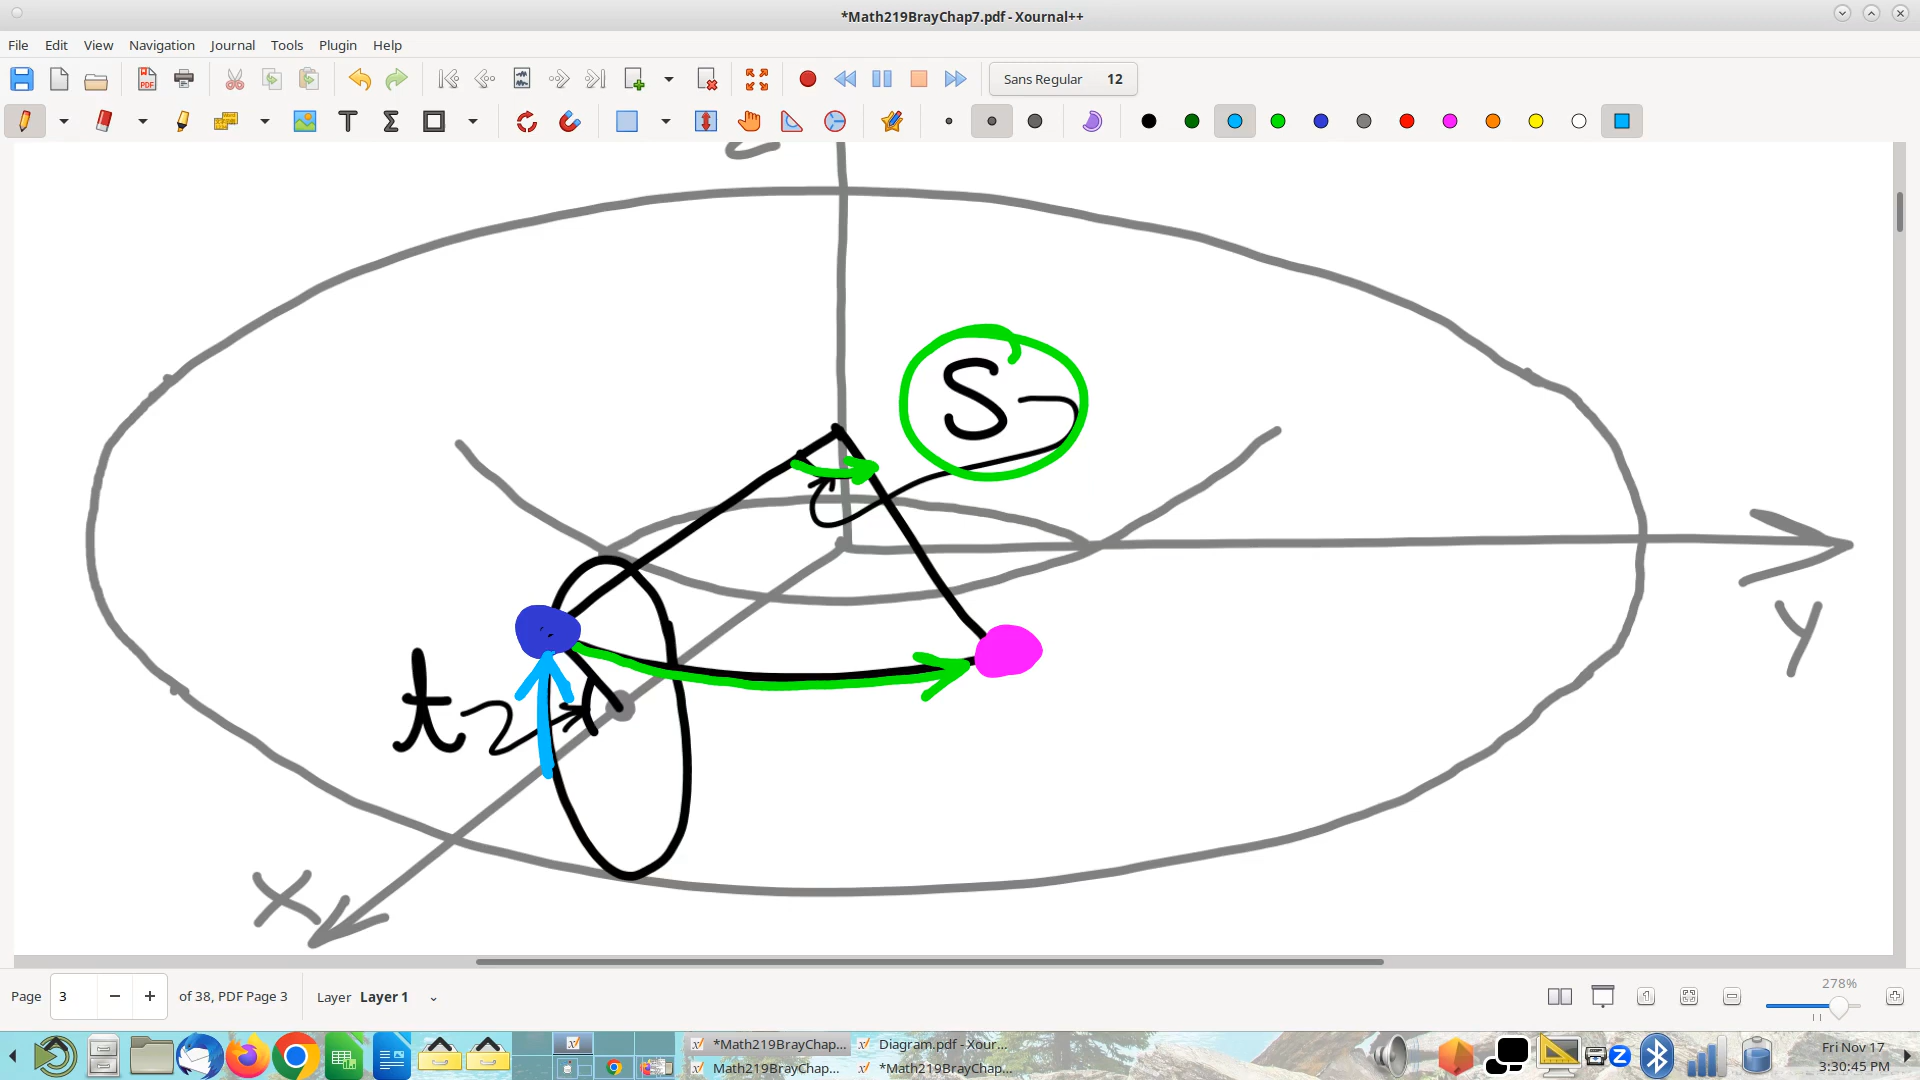 *Math219BrayChap7.pdf - Xournal++
File Edit View Navigation Journal Tools Plugin Help
PDF
Sans Regular 12
T Σ
S
t
y
x
Page 3 of 38, PDF Page 3 Layer Layer 1
278%
*Math219BrayChap... Diagram.pdf - Xour...
Math219BrayChap... *Math219BrayChap...
Fri Nov 17
3:30:45 PM